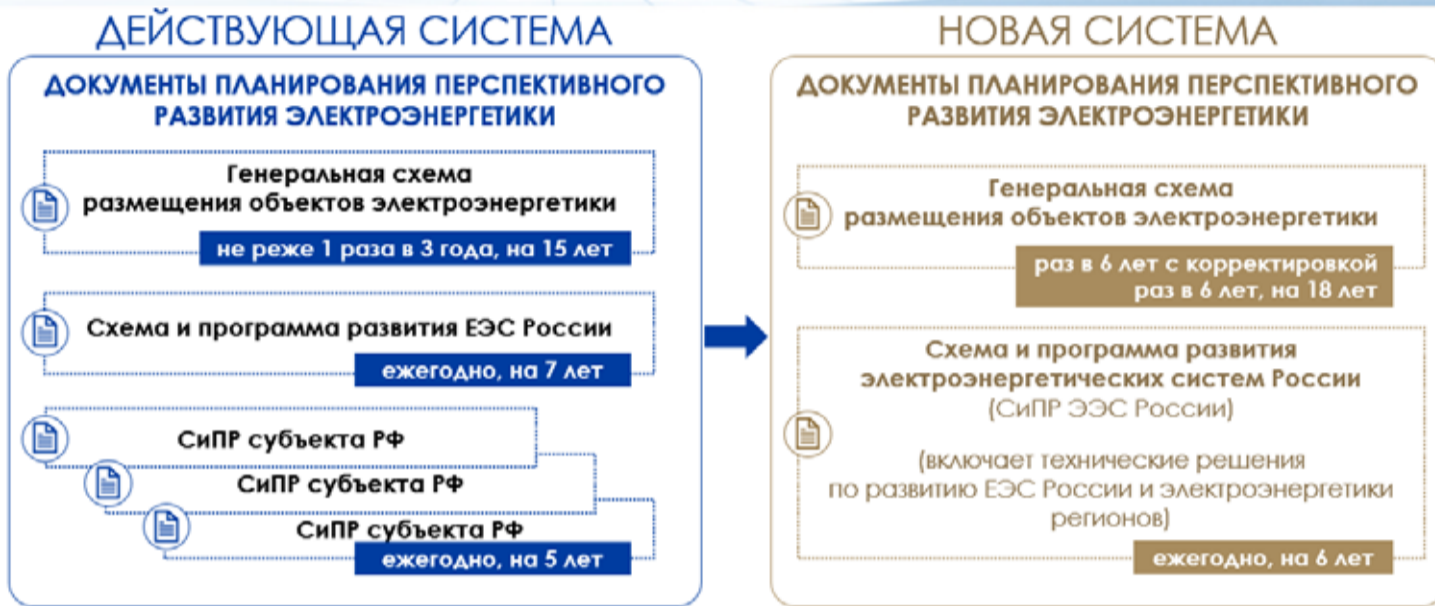 ДЕЙСТВУЮЩАЯ СИСТЕМА
ДОКУМЕНТЫ ПЛАНИРОВАНИЯ ПЕРСПЕКТИВНОГО
РАЗВИТИЯ ЭЛЕКТРОЭНЕРГЕТИКИ
Генеральная схема
размещения объектов электроэнергетики
не реже 1 раза в 3 года, на 15 лет
Схема и программа развития ЕЭС России
ежегодно, на 7 лет
СиПР субъекта РФ
СиПР субъекта РФ
СиПР субъекта РФ
ежегодно, на 5 лет
НОВАЯ СИСТЕМА
ДОКУМЕНТЫ ПЛАНИРОВАНИЯ ПЕРСПЕКТИВНОГО
РАЗВИТИЯ ЭЛЕКТРОЭНЕРГЕТИКИ
Генеральная схема
размещения объектов электроэнергетики
раз в 6 лет с корректировкой
раз в 6 лет, на 18 лет
Схема и программа развития
электроэнергетических систем России
(СиПР ЭЭС России)
(включает технические решения
по развитию ЕЭС России и электроэнергетики
регионов)
ежегодно, на 6 лет